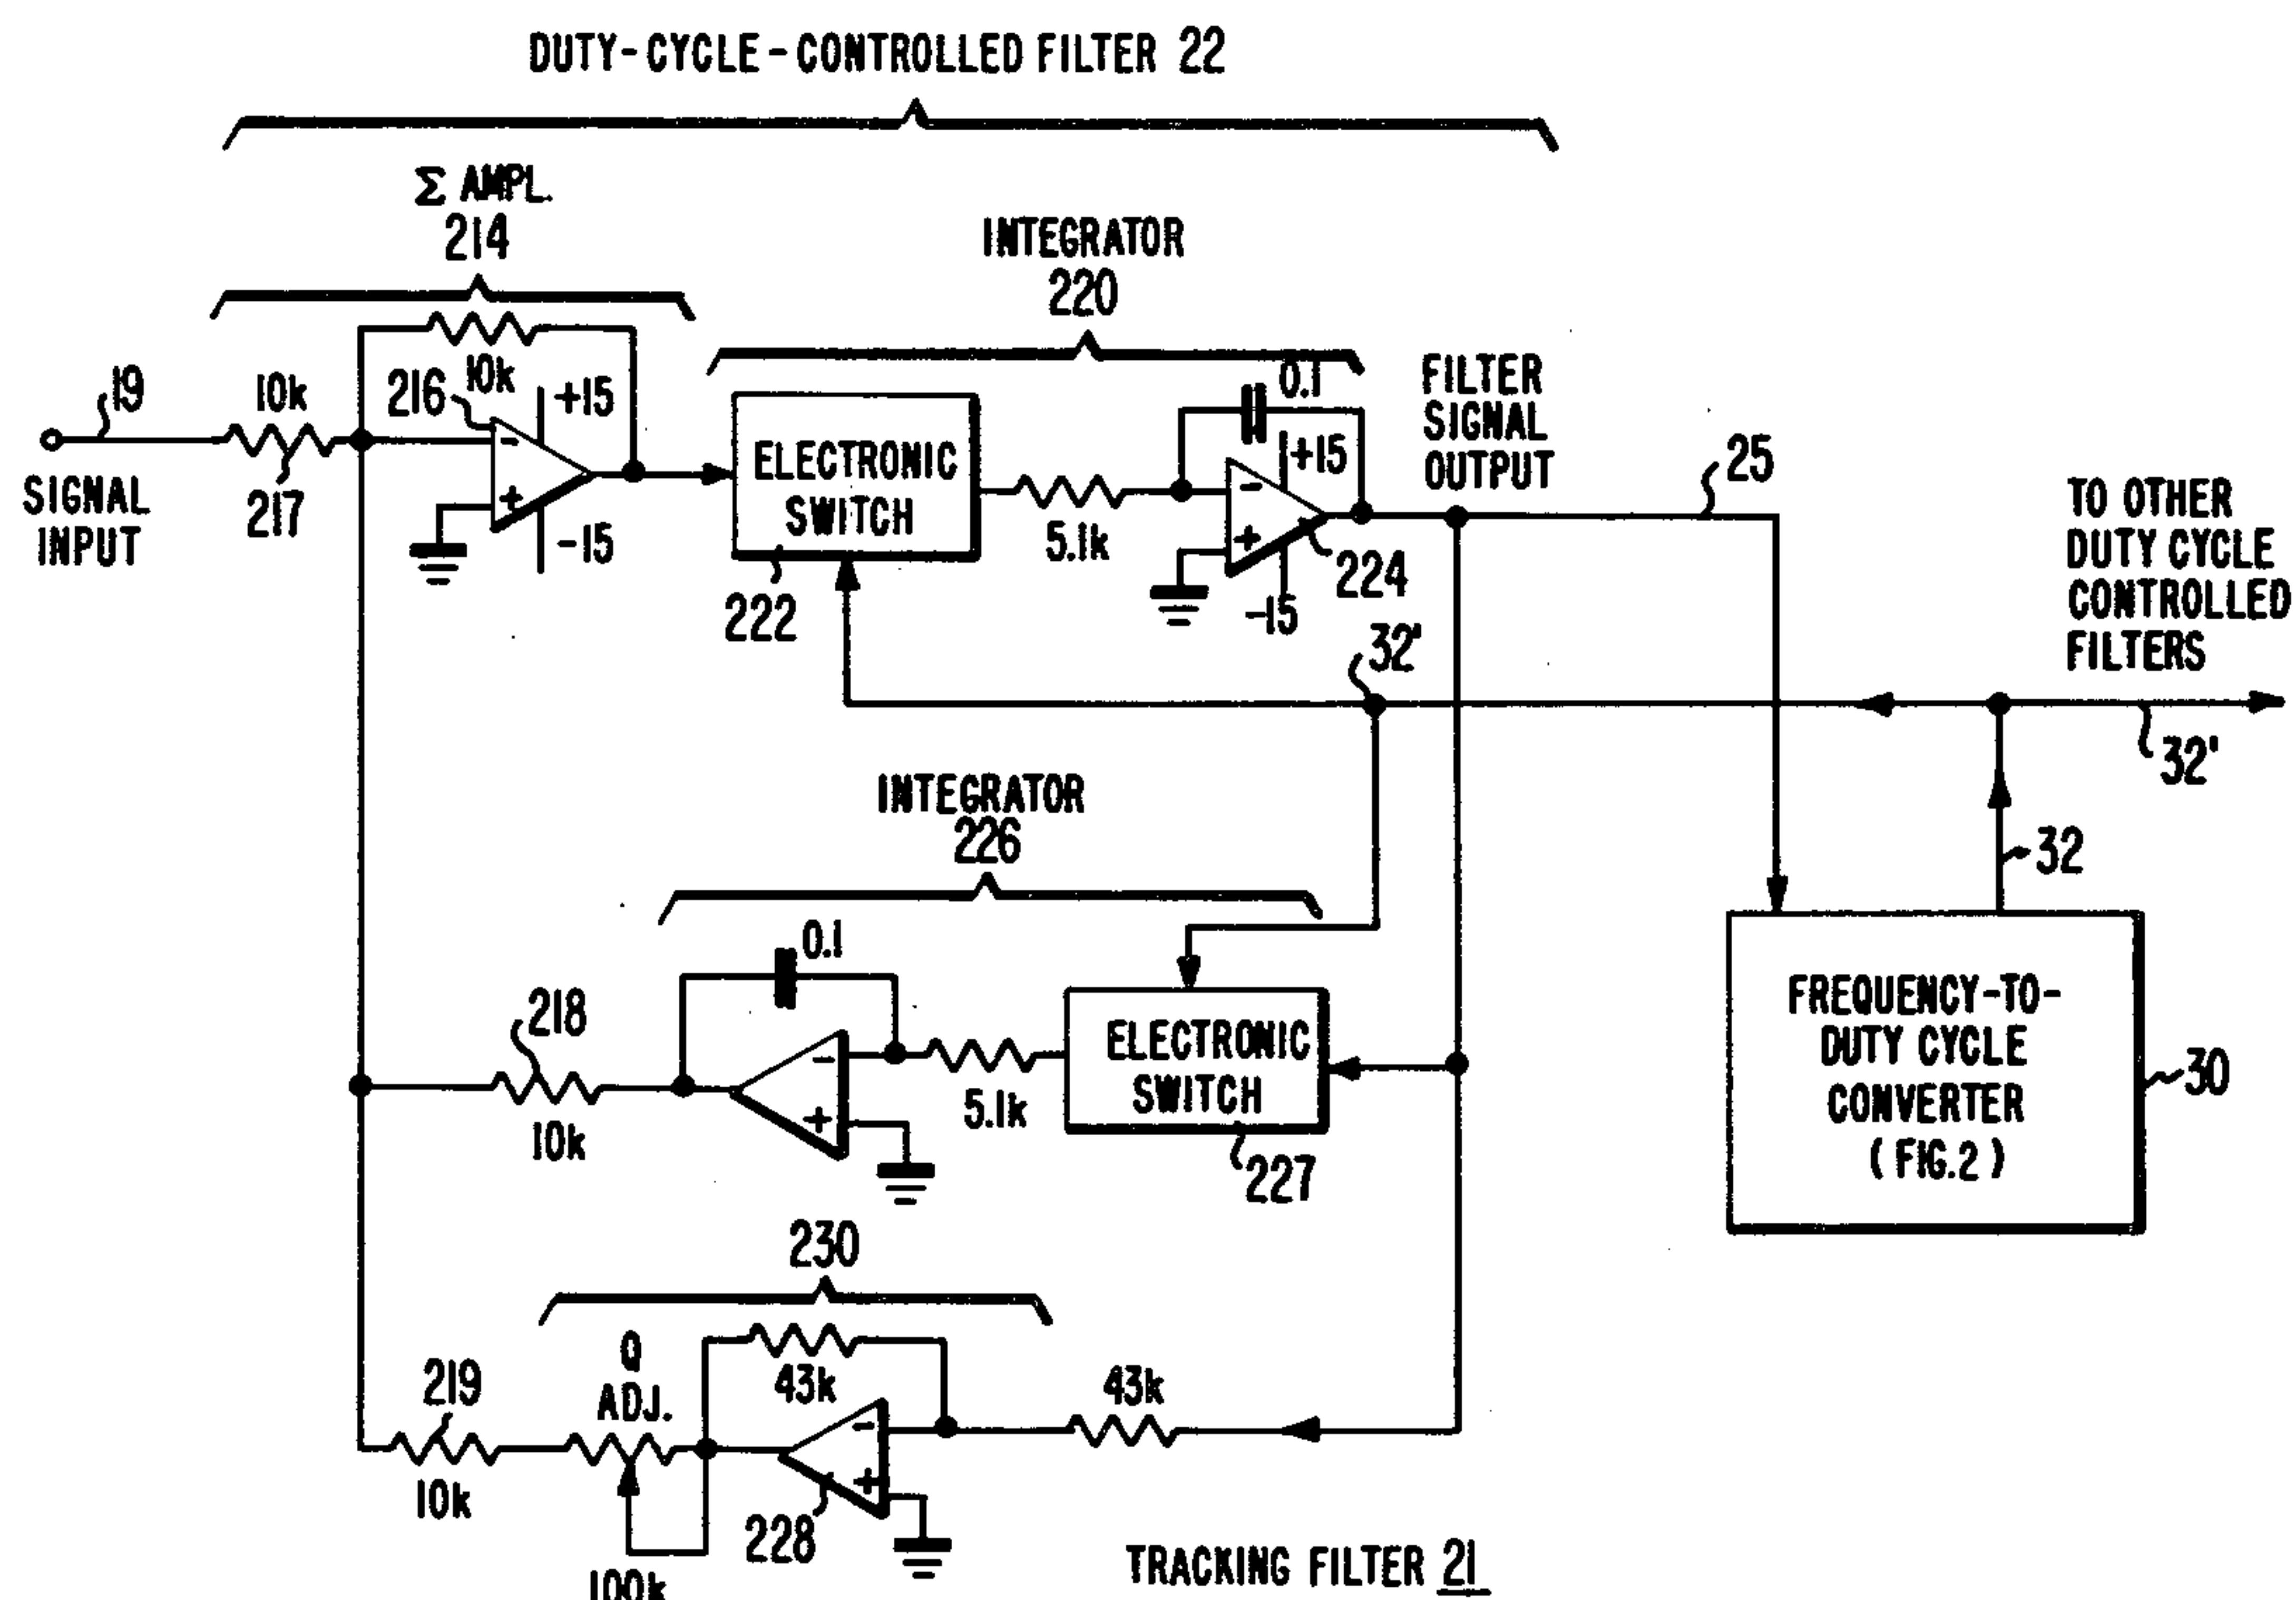 DUTY-CYCLE-CONTROLLED FILTER 22
Σ AMPL.
214
INTEGRATOR
220
10k
0.1
FILTER
SIGNAL
OUTPUT
19
10k
216
+15
-
+
-15
SIGNAL
INPUT
217
ELECTRONIC
SWITCH
222
5.1k
+15
-
+
-15
224
25
TO OTHER
DUTY CYCLE
CONTROLLED
FILTERS
32'
32'
32
INTEGRATOR
226
0.1
218
10k
-
+
5.1k
ELECTRONIC
SWITCH
227
FREQUENCY-TO-
DUTY CYCLE
CONVERTER
(FIG.2)
30
230
219
10k
Q
ADJ.
100k
43k
-
+
228
43k
TRACKING FILTER 21